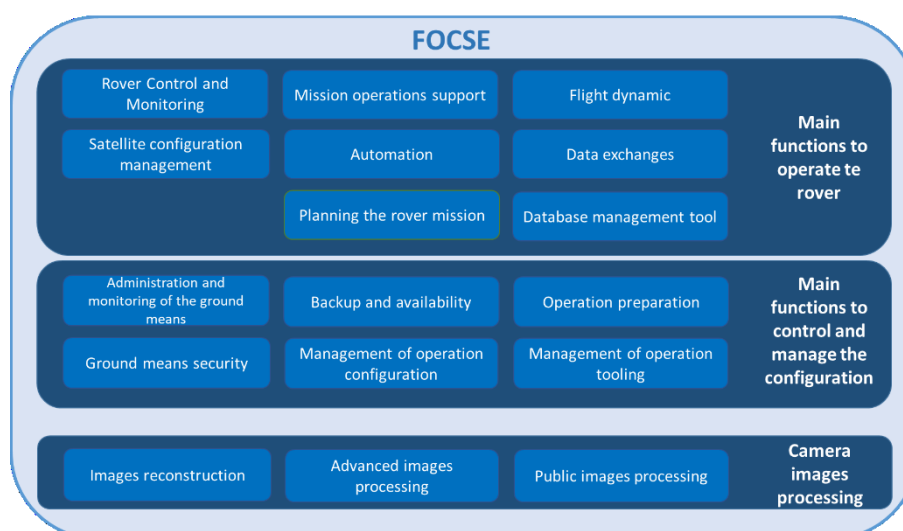 FOCSE
Rover Control and
Monitoring
Mission operations support
Flight dynamic
Satellite configuration
management
Automation
Data exchanges
Planning the rover mission
Database management tool
Main
functions to
operate te
rover
Administration and
monitoring of the ground
means
Backup and availability
Operation preparation
Ground means security
Management of operation
configuration
Management of operation
tooling
Main
functions to
control and
manage the
configuration
Images reconstruction
Advanced images
processing
Public images processing
Camera
images
processing